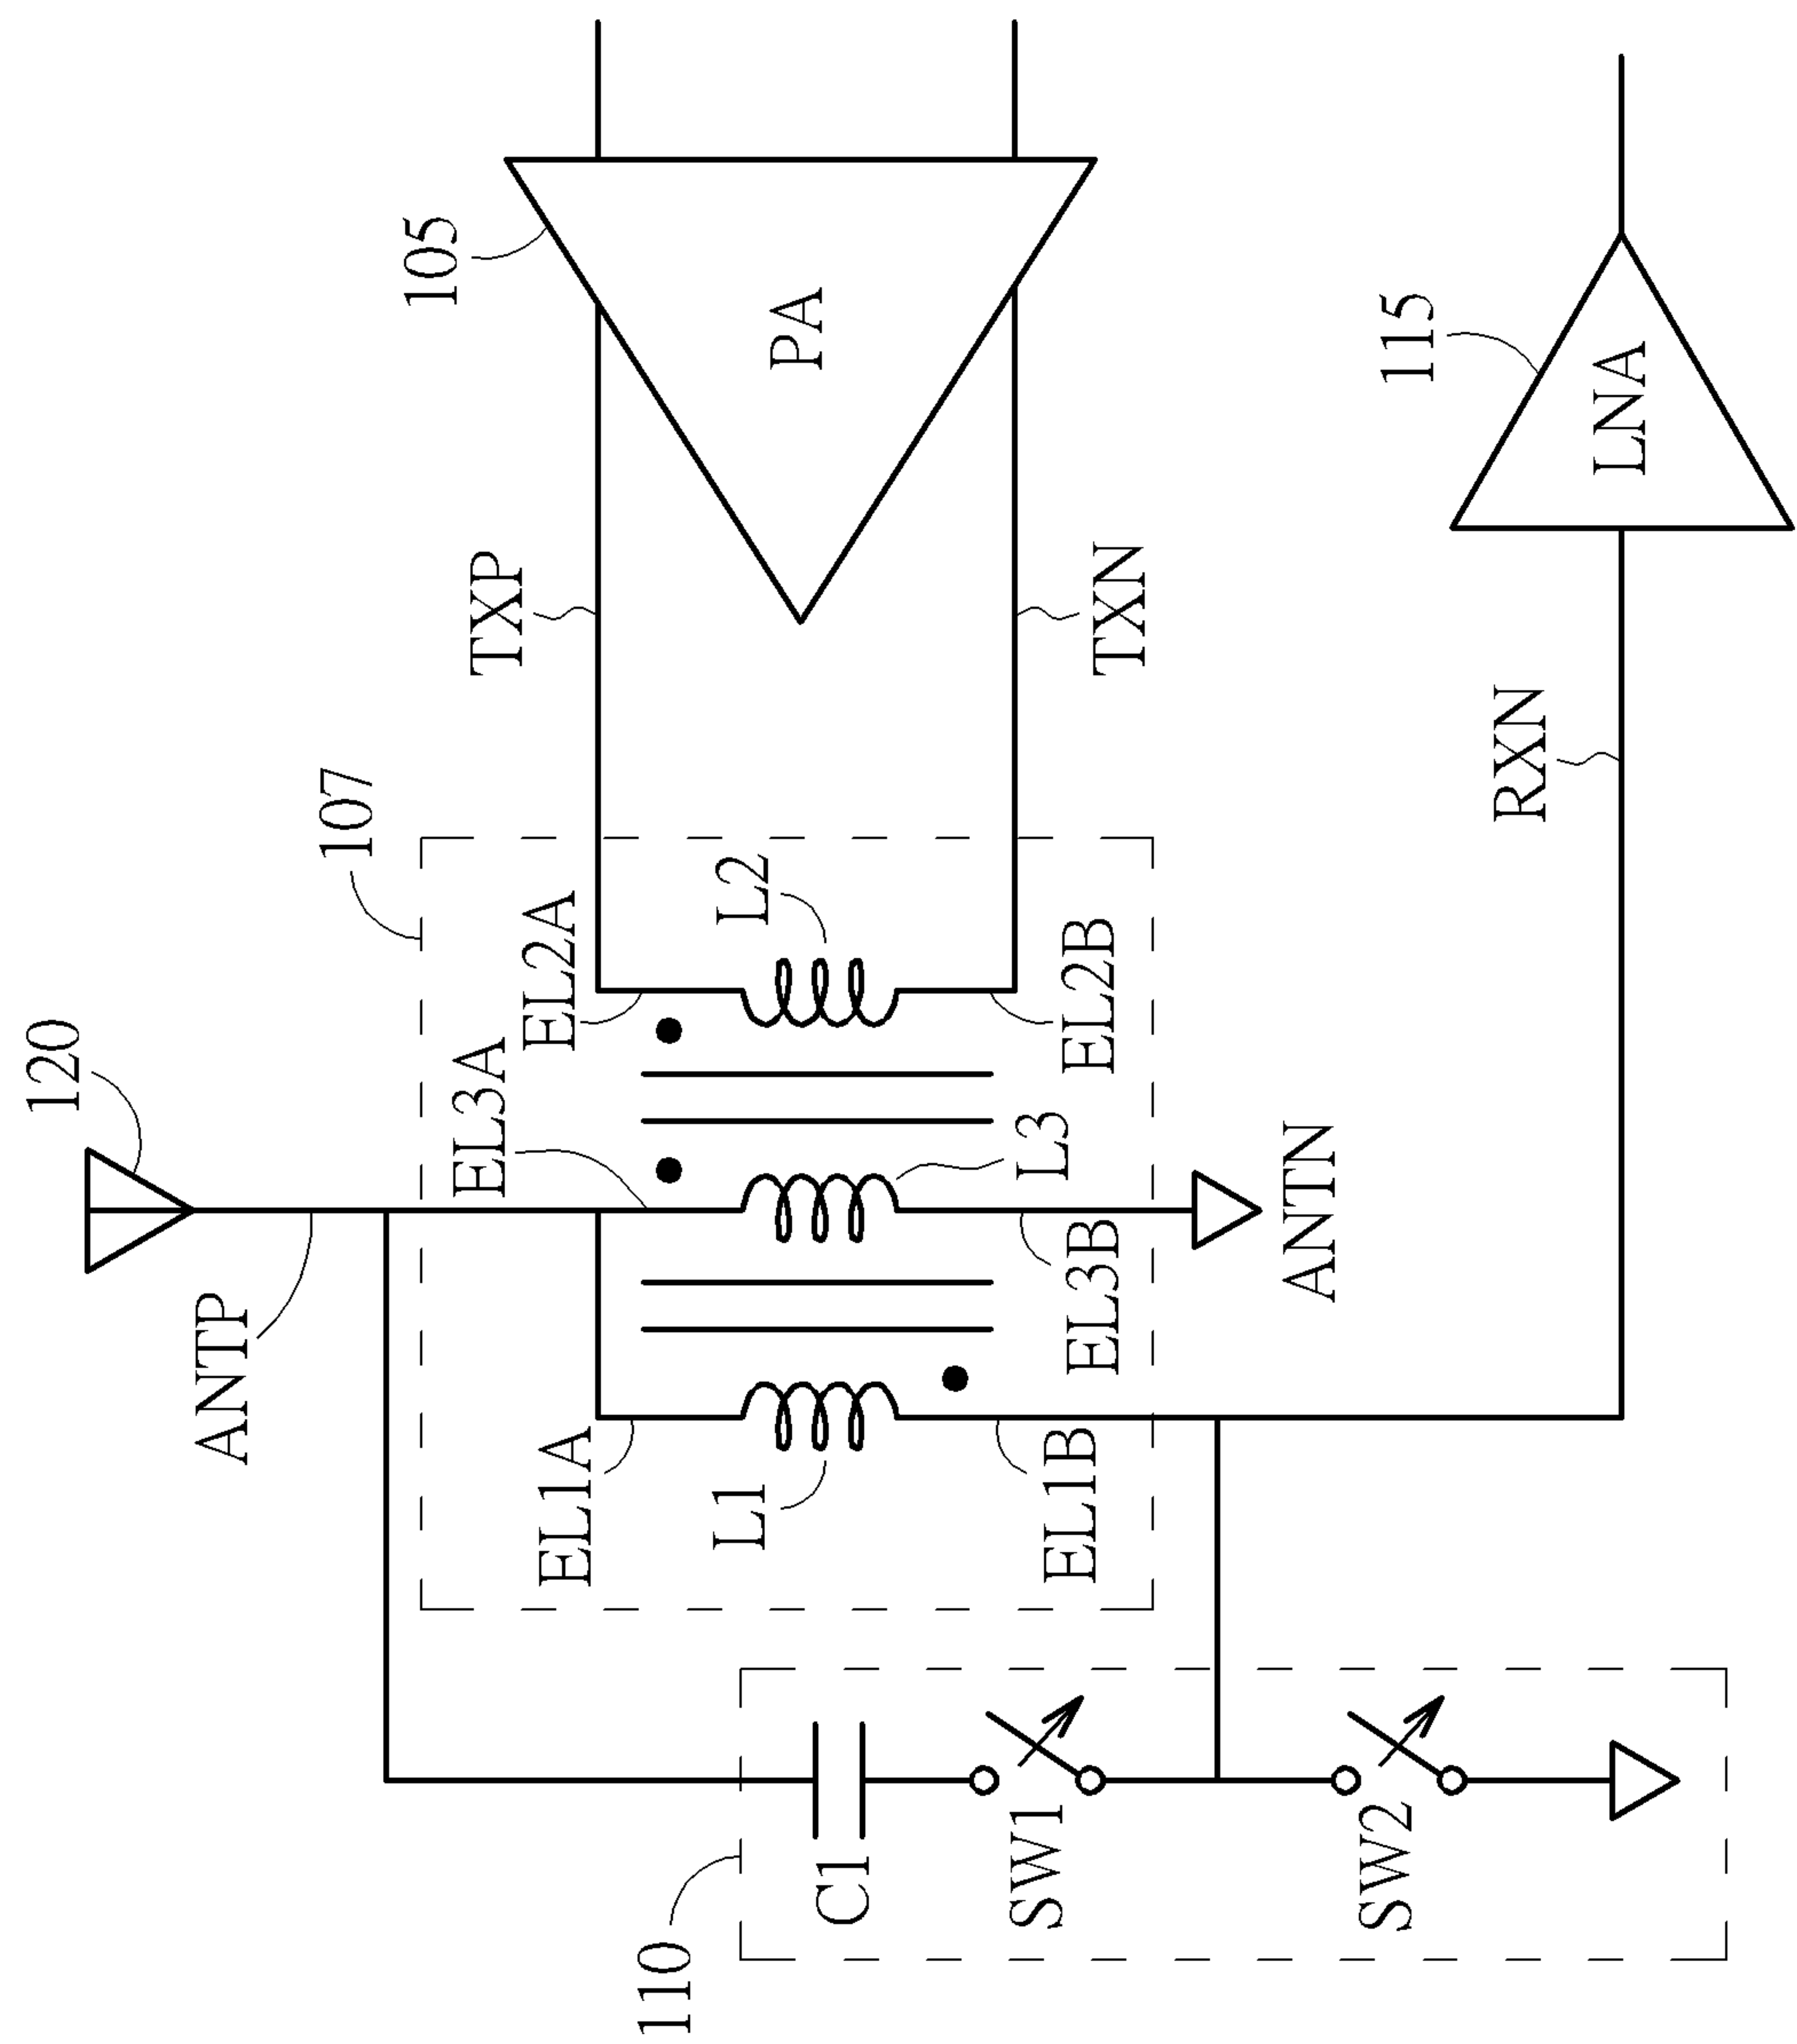 120
ANTP
105
PA
TXP
TXN
115
LNA
RXN
107
EL2A
L2
EL2B
EL3A
L3
EL3B
ANTN
EL1A
L1
EL1B
110
C1
SW1
SW2